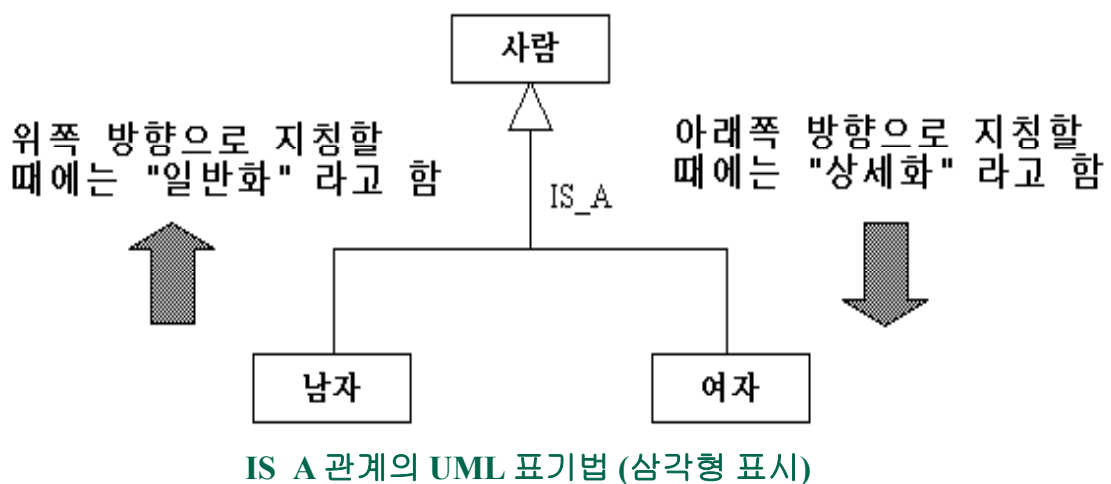 사람
위쪽 방향으로 지칭할
때에는 "일반화" 라고 함
아래쪽 방향으로 지칭할
때에는 "상세화" 라고 함
IS_A
남자
여자
IS_A 관계의 UML 표기법 (삼각형 표시)